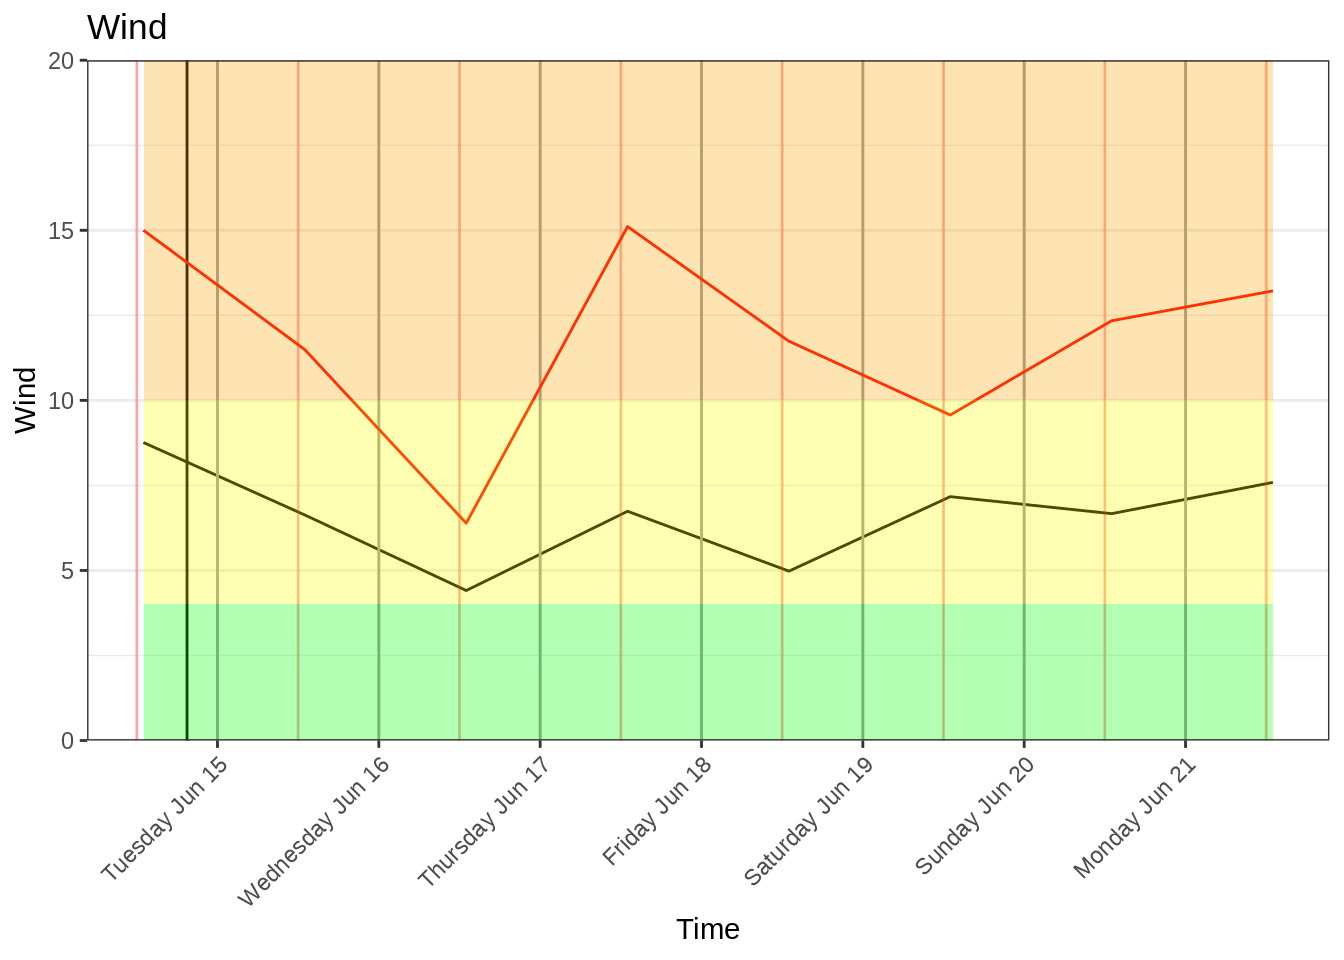 Wind
20
15
10
5
0
Wind
Tuesday Jun 15
Wednesday Jun 16
Thursday Jun 17
Friday Jun 18
Saturday Jun 19
Sunday Jun 20
Monday Jun 21
Time